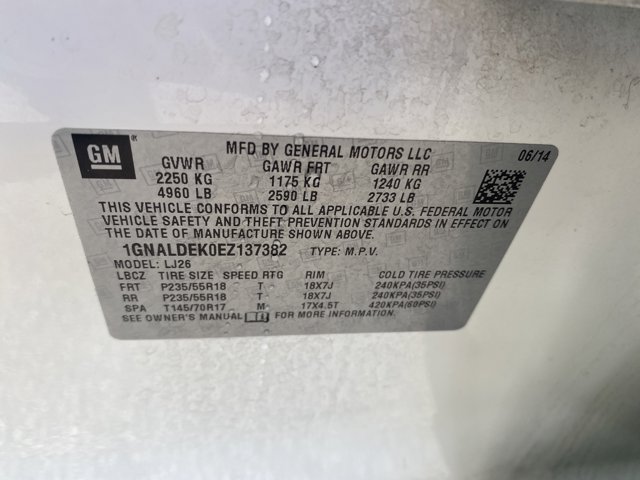 GM
MFD BY GENERAL MOTORS LLC 06/14
GVWR GAWR FRT GAWR RR
2250 KG 1175 KG 1240 KG
4960 LB 2590 LB 2733 LB
THIS VEHICLE CONFORMS TO ALL APPLICABLE U.S. FEDERAL MOTOR
VEHICLE SAFETY AND THEFT PREVENTION STANDARDS IN EFFECT ON
THE DATE OF MANUFACTURE SHOWN ABOVE.
1GNALDEK0EZ137382 TYPE: M.P.V.
MODEL: LJ26
LBCZ TIRE SIZE SPEED RTG RIM COLD TIRE PRESSURE
FRT P235/55R18 T 18X7J 240KPA(35PSI)
RR P235/55R18 T 18X7J 240KPA(35PSI)
SPA T145/70R17 M 17X4.5T 420KPA(60PSI)
SEE OWNER'S MANUAL FOR MORE INFORMATION.